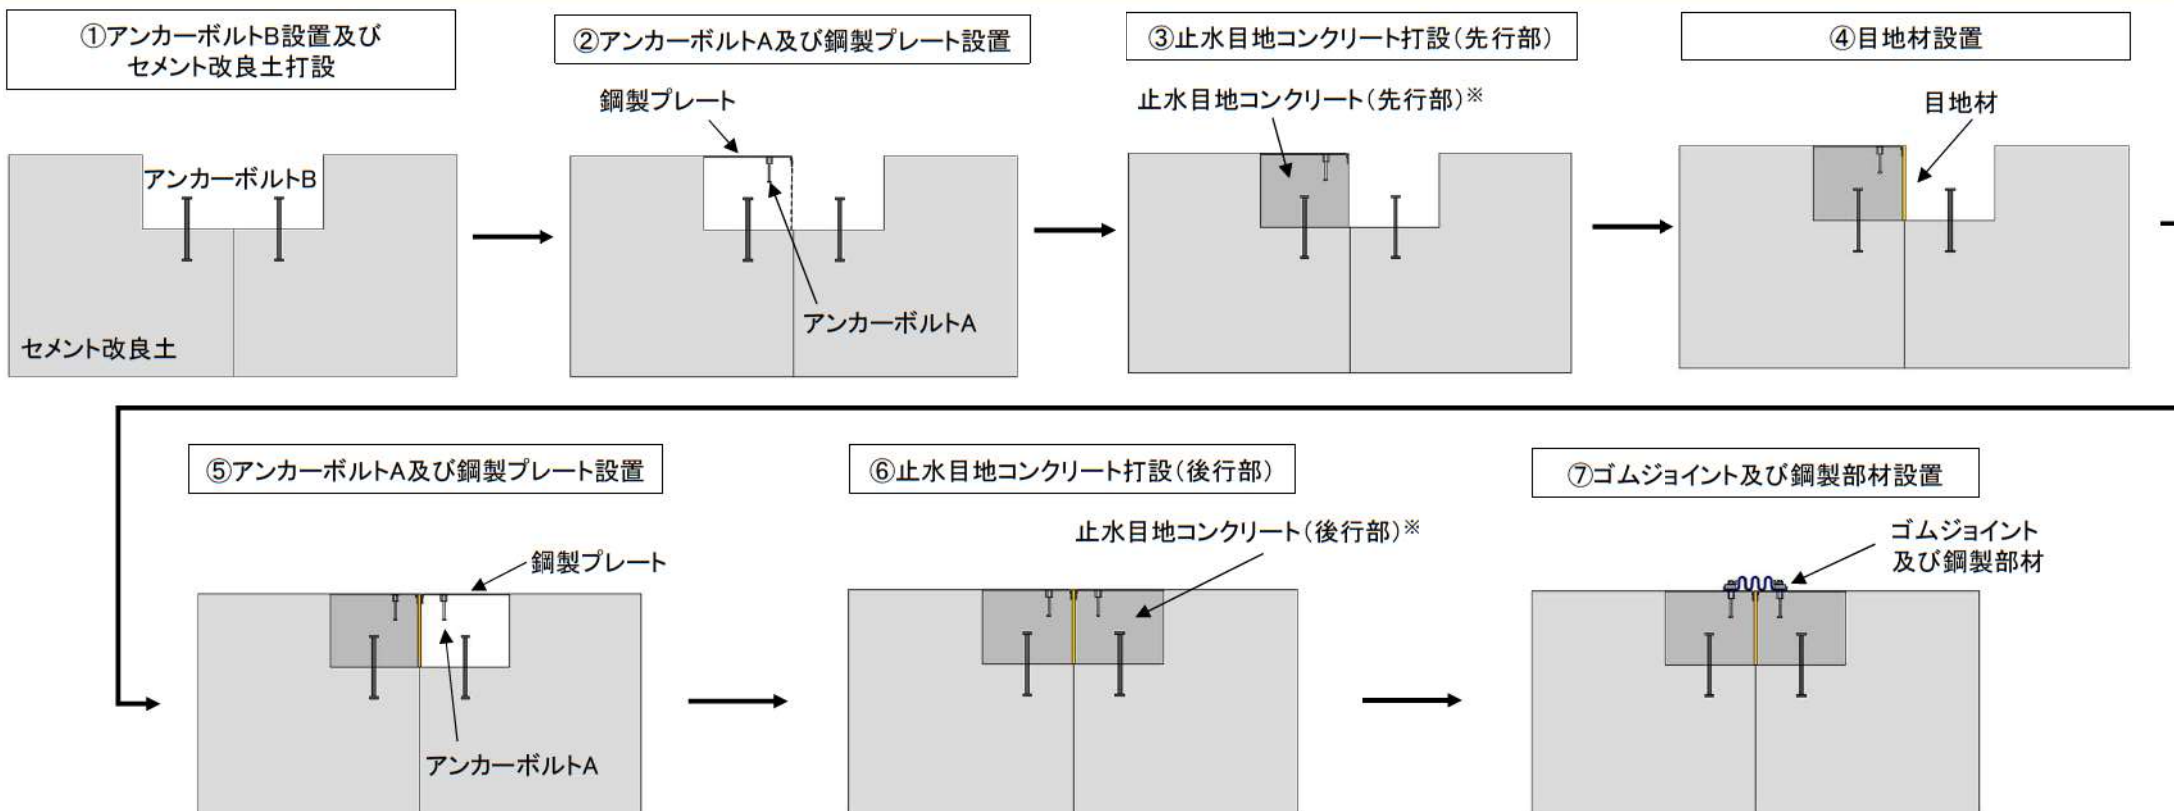 ①アンカーボルトB設置及び
セメント改良土打設
アンカーボルトB
セメント改良土
②アンカーボルトA及び鋼製プレート設置
鋼製プレート
アンカーボルトA
③止水目地コンクリート打設(先行部)
止水目地コンクリート(先行部)※
④目地材設置
目地材
⑤アンカーボルトA及び鋼製プレート設置
鋼製プレート
アンカーボルトA
⑥止水目地コンクリート打設(後行部)
止水目地コンクリート(後行部)※
⑦ゴムジョイント及び鋼製部材設置
ゴムジョイント
及び鋼製部材